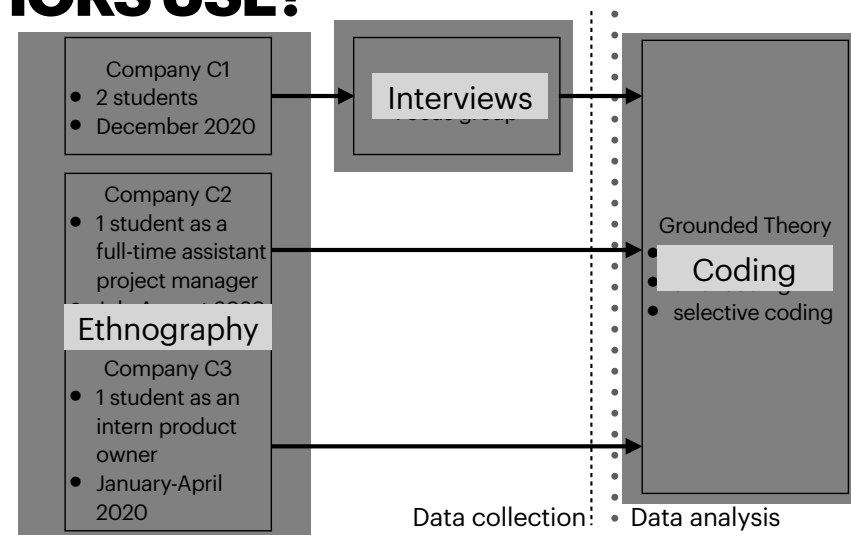 USE?
Company C1
• 2 students
• December 2020
Interviews
Company C2
• 1 student as a
full-time assistant
project manager
Ethnography
Company C3
• 1 student as an
intern product
owner
• January-April
2020
Grounded Theory
Coding
• selective coding
Data collection
Data analysis